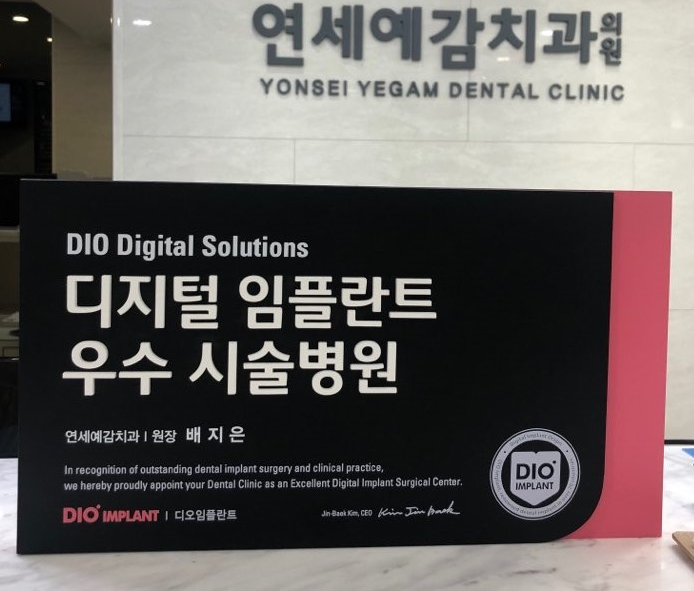 연세예감치과의원
YONSEI YEGAM DENTAL CLINIC
DIO Digital Solutions
디지털 임플란트
우수 시술병원
연세예감치과 | 원장 배 지 은
In recognition of outstanding dental implant surgery and clinical practice,
we hereby proudly appoint your Dental Clinic as an Excellent Digital Implant Surgical Center.
DIO IMPLANT | 디오임플란트
Jin-Baek Kim, CEO Kim Jin baek
DIO
IMPLANT